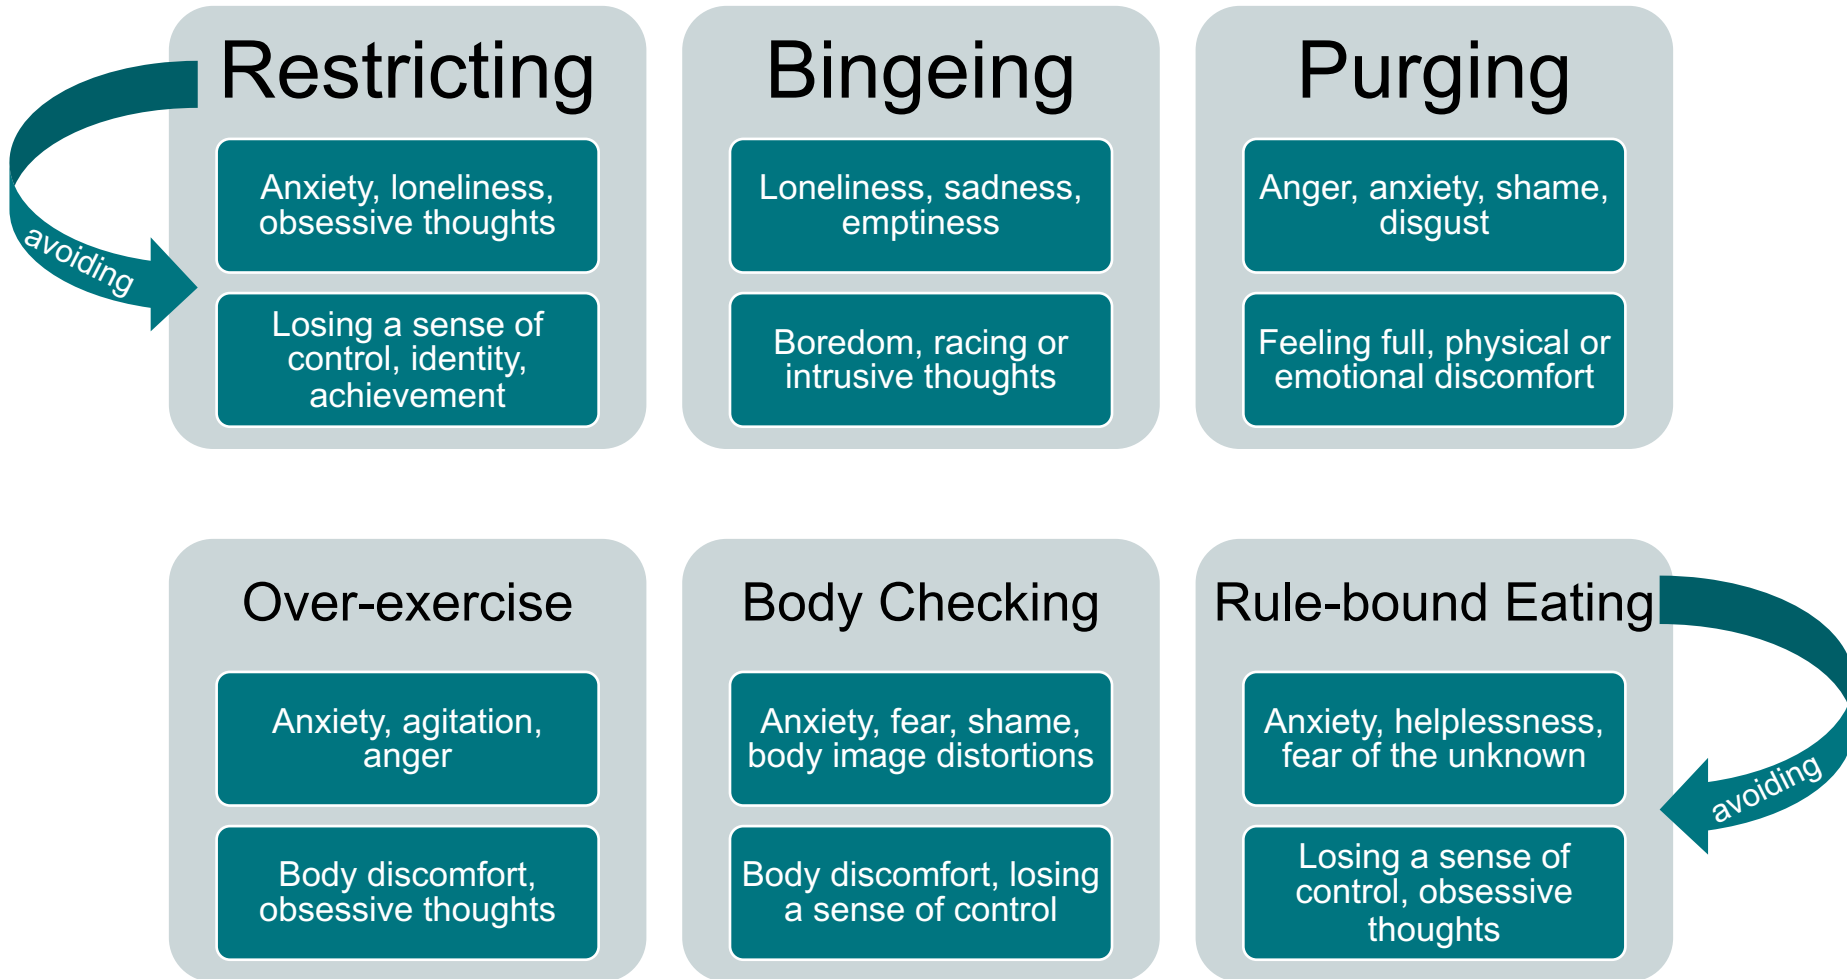 Restricting
Anxiety, loneliness,
obsessive thoughts
avoiding
Losing a sense of
control, identity,
achievement
Bingeing
Loneliness, sadness,
emptiness
Boredom, racing or
intrusive thoughts
Purging
Anger, anxiety, shame,
disgust
Feeling full, physical or
emotional discomfort
Over-exercise
Anxiety, agitation,
anger
Body discomfort,
obsessive thoughts
Body Checking
Anxiety, fear, shame,
body image distortions
Body discomfort, losing
a sense of control
Rule-bound Eating
Anxiety, helplessness,
fear of the unknown
avoiding
Losing a sense of
control, obsessive
thoughts